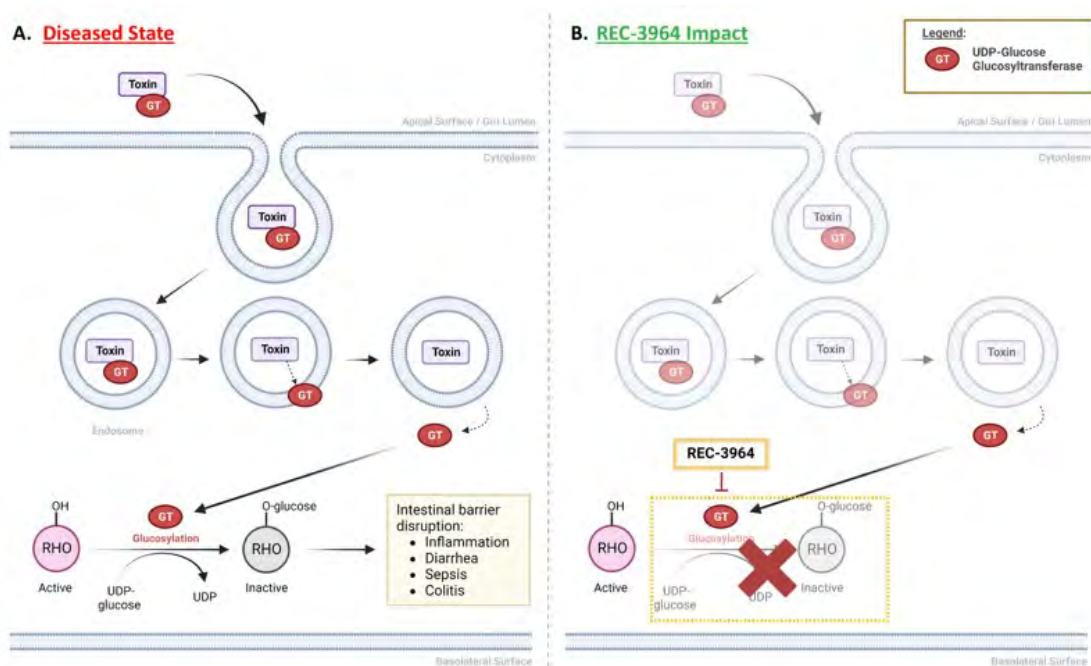 A. Diseased State
Toxin
GT
Apical Surface / Gut Lumen
Cytoplasm
Toxin
GT
Toxin
GT
Toxin
GT
Toxin
Endosome
GT
OH
GT
O-glucose
Glucosylation
RHO
RHO
Active
UDP-
glucose
UDP
Inactive
Intestinal barrier
disruption:
• Inflammation
• Diarrhea
• Sepsis
• Colitis
Basolateral Surface
B. REC-3964 Impact
Legend:
GT
UDP-Glucose
Glucosyltransferase
Toxin
GT
Apical Surface / Gut Lumen
Cytoplasm
Toxin
GT
Toxin
GT
Toxin
GT
Toxin
GT
REC-3964
OH
GT
O-glucose
Glucosylation
RHO
RHO
Active
UDP-
glucose
UDP
Inactive
Basolateral Surface